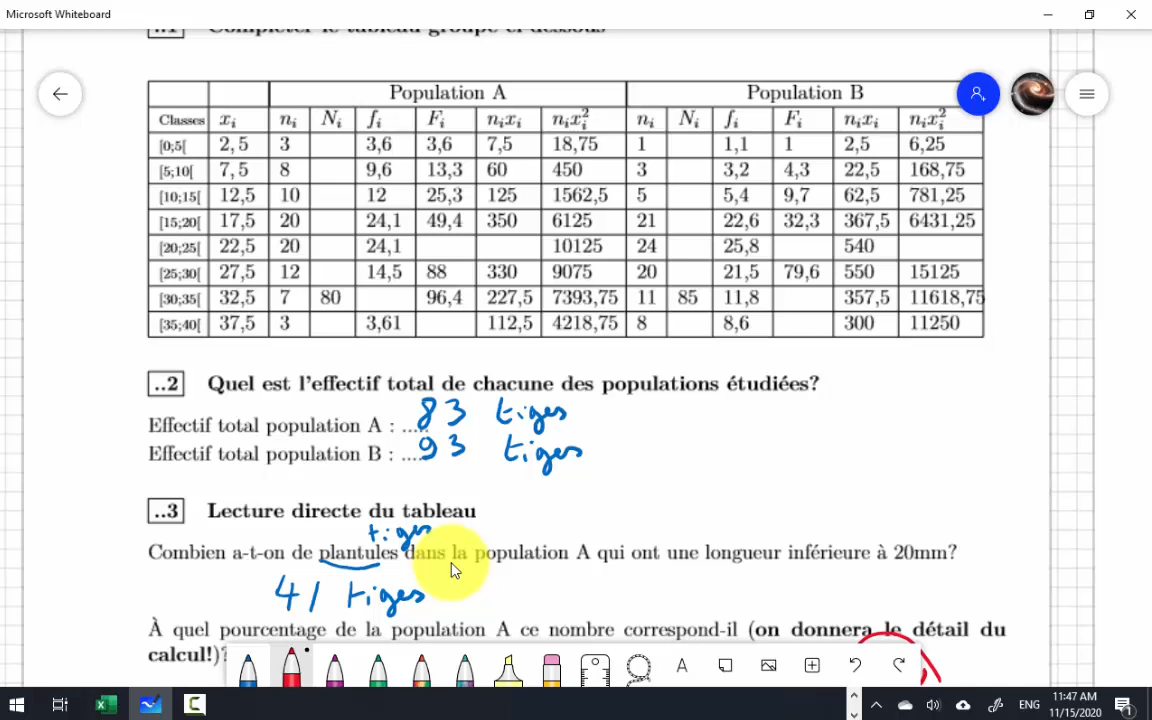 Microsoft Whiteboard
..1 Compléter le tableau groupé ci-dessous
Population A Population B
Classes xi ni Ni fi Fi nixi nixi² ni Ni fi Fi nixi nixi²
[0;5[ 2,5 3 3,6 3,6 7,5 18,75 1 1,1 1 2,5 6,25
[5;10[ 7,5 8 9,6 13,3 60 450 3 3,2 4,3 22,5 168,75
[10;15[ 12,5 10 12 25,3 125 1562,5 5 5,4 9,7 62,5 781,25
[15;20[ 17,5 20 24,1 49,4 350 6125 21 22,6 32,3 367,5 6431,25
[20;25[ 22,5 20 24,1 10125 24 25,8 540
[25;30[ 27,5 12 14,5 88 330 9075 20 21,5 79,6 550 15125
[30;35[ 32,5 7 80 96,4 227,5 7393,75 11 85 11,8 357,5 11618,75
[35;40[ 37,5 3 3,61 112,5 4218,75 8 8,6 300 11250
..2 Quel est l'effectif total de chacune des populations étudiées?
Effectif total population A : .... 83 tiges
Effectif total population B : .... 93 tiges
..3 Lecture directe du tableau
tiges
Combien a-t-on de plantules dans la population A qui ont une longueur inférieure à 20mm?
41 tiges
À quel pourcentage de la population A ce nombre correspond-il (on donnera le détail du
calcul!)?
A
ENG
11:47 AM
11/15/2020
1